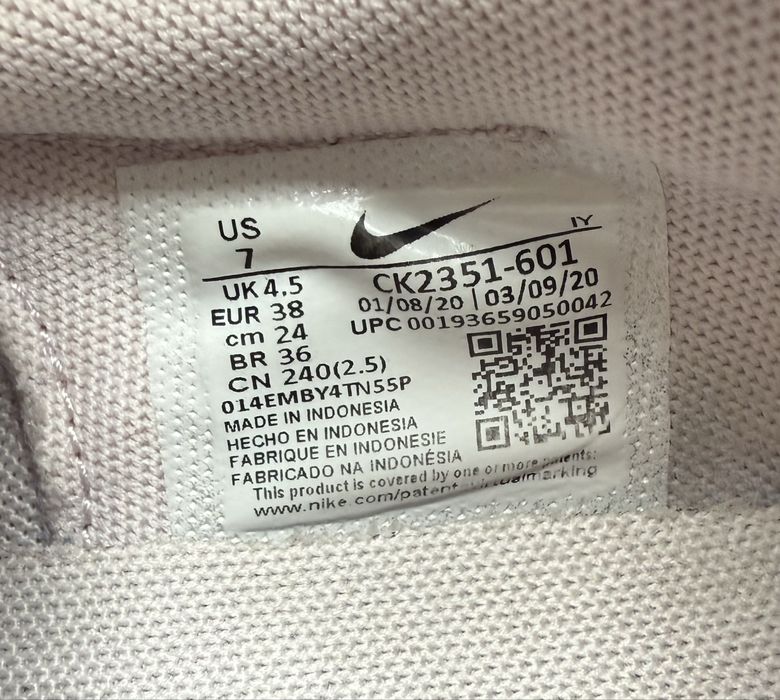 US
7
IY
CK2351-601
01/08/20 | 03/09/20
UPC 00193659050042
UK 4.5
EUR 38
cm 24
BR 36
CN 240(2.5)
014EMBY4TN55P
MADE IN INDONESIA
HECHO EN INDONESIA
FABRIQUE EN INDONESIE
FABRICADO NA INDONÉSIA
This product is covered by one or more patents:
www.nike.com/patent-virtualmarking